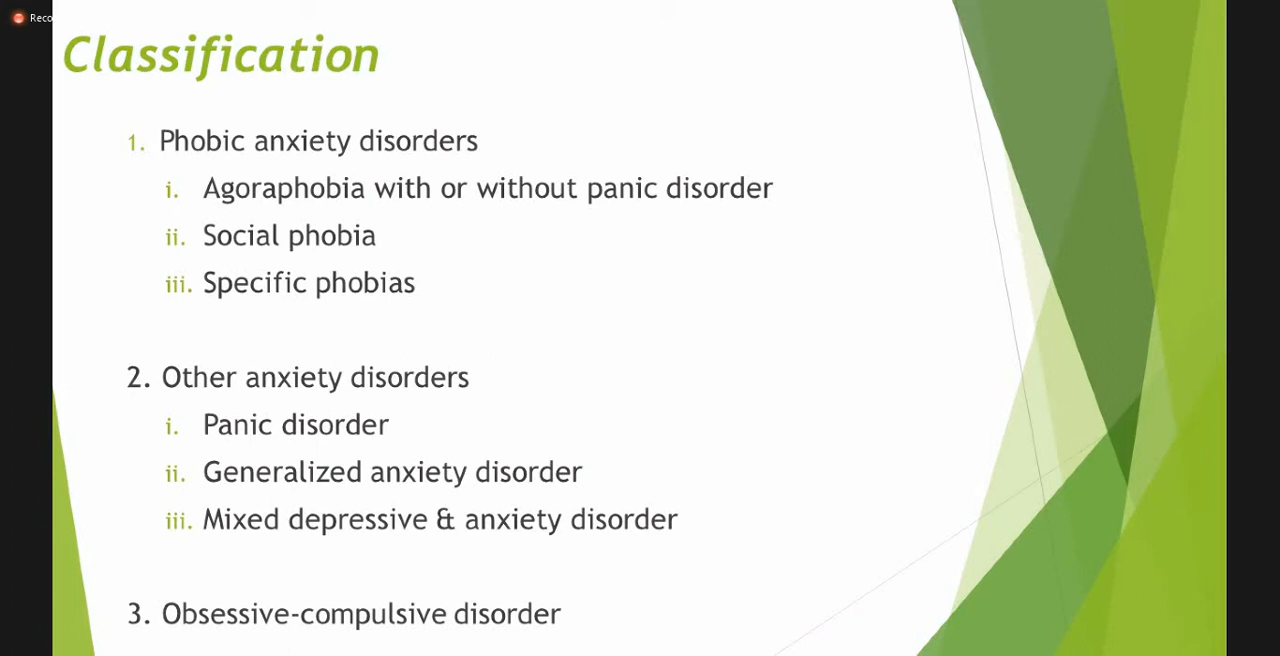 Reco
Classification
1. Phobic anxiety disorders
i. Agoraphobia with or without panic disorder
ii. Social phobia
iii. Specific phobias
2. Other anxiety disorders
i. Panic disorder
ii. Generalized anxiety disorder
iii. Mixed depressive & anxiety disorder
3. Obsessive-compulsive disorder